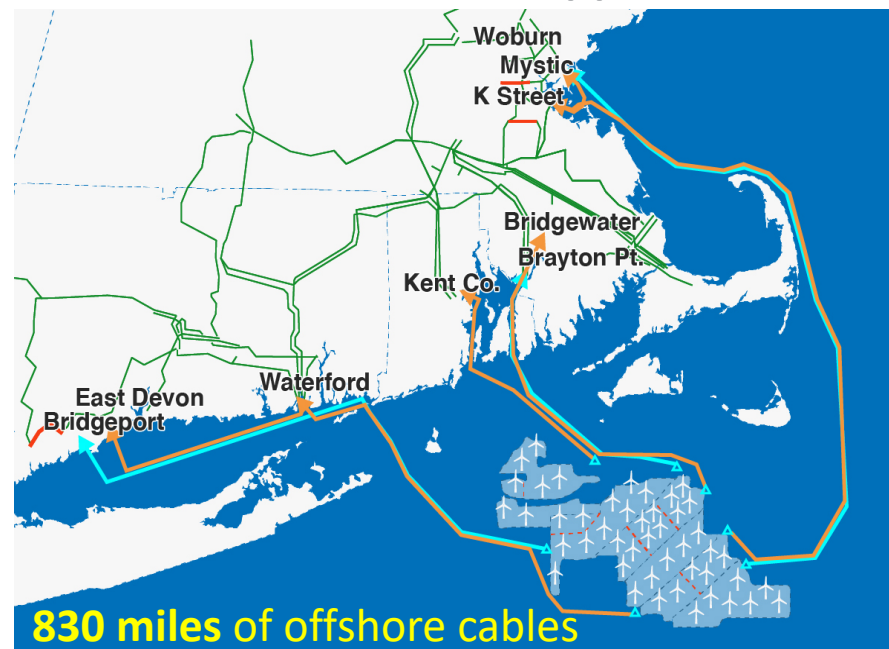 Woburn
Mystic
K Street
Bridgewater
Brayton Pt.
Kent Co.
Waterford
East Devon
Bridgeport
830 miles of offshore cables